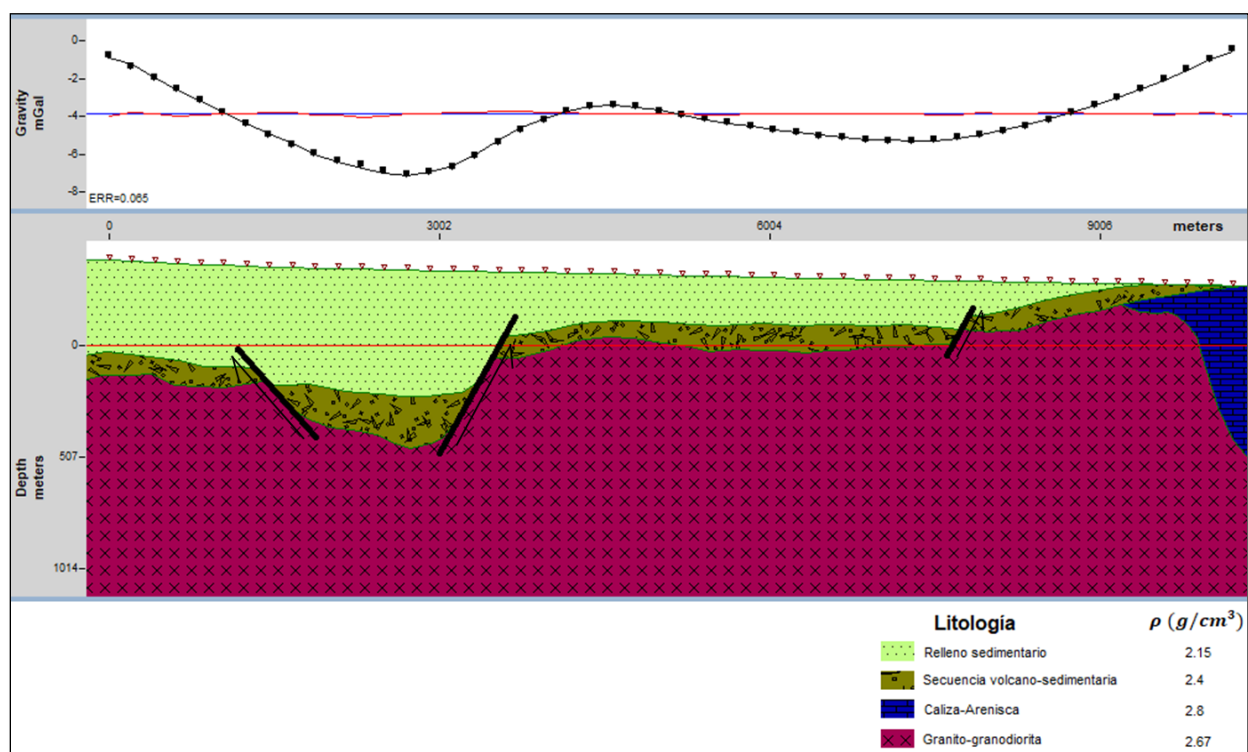 Gravity
mGal
0
-2
-4
-6
-8
ERR=0.065
0 3002 6004 9006 meters
Depth
meters
0
507
1014
Litología ρ (g/cm³)
Relleno sedimentario 2.15
Secuencia volcano-sedimentaria 2.4
Caliza-Arenisca 2.8
Granito-granodiorita 2.67